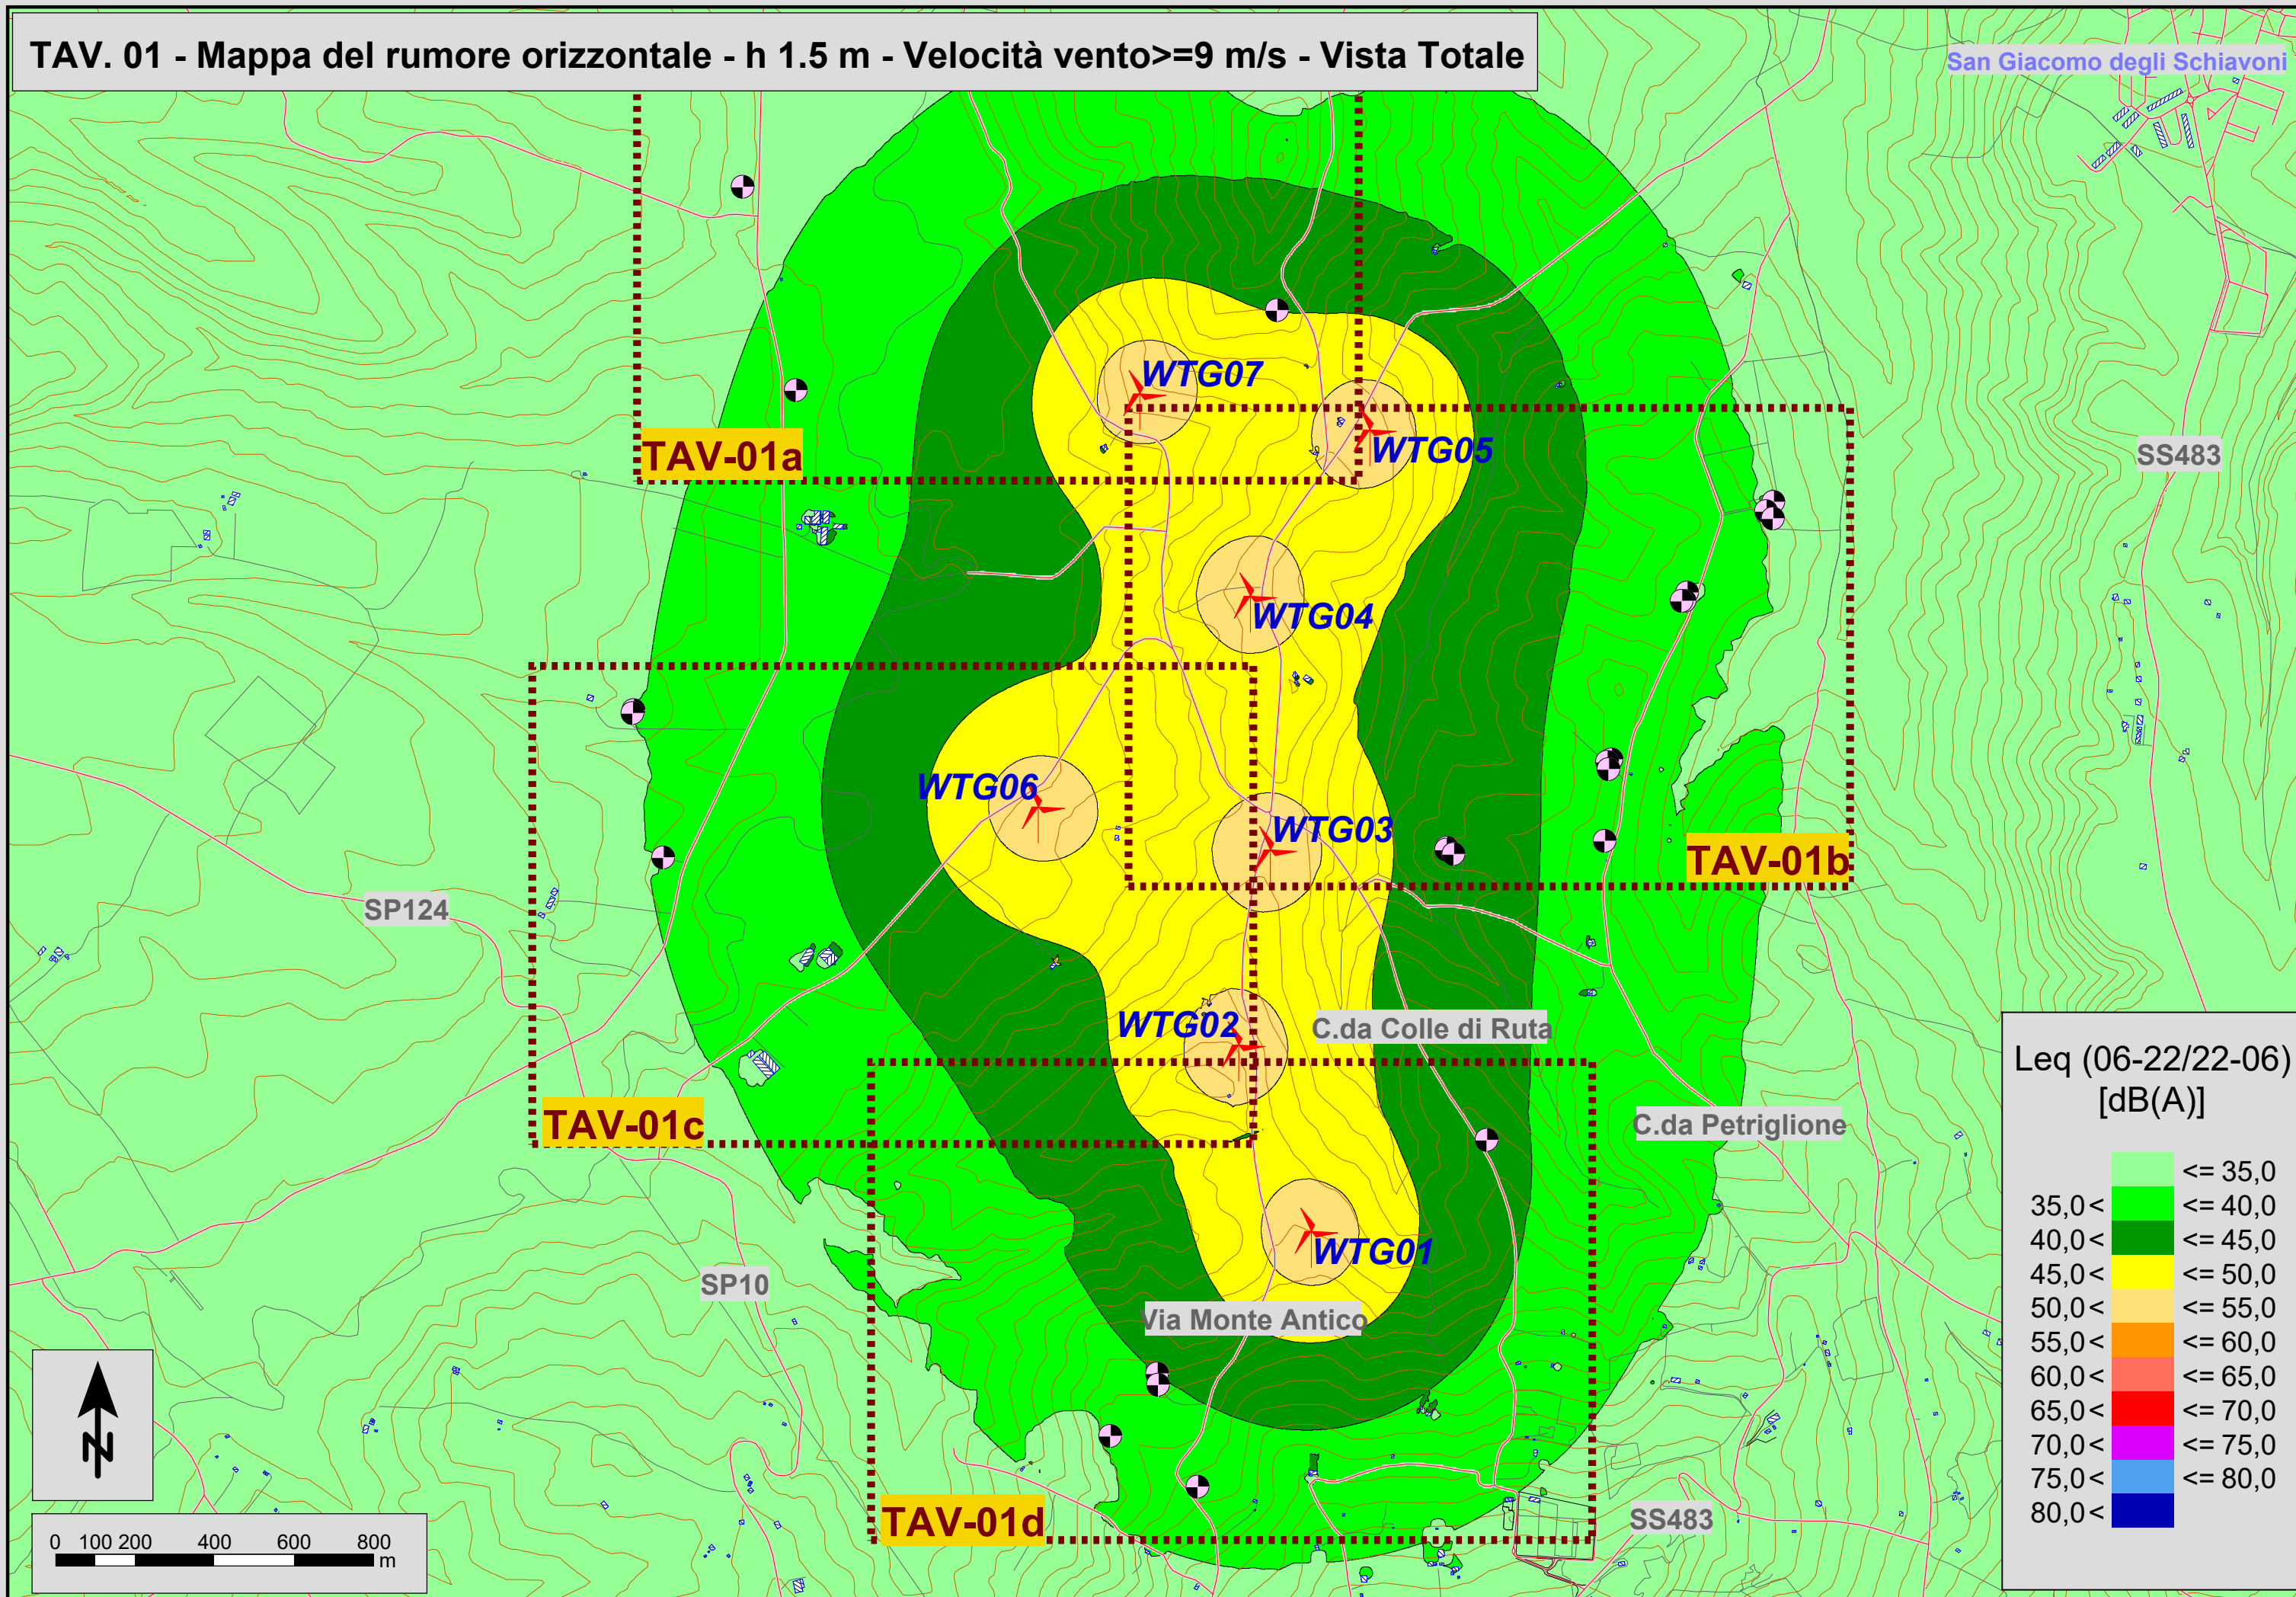 TAV. 01 - Mappa del rumore orizzontale - h 1.5 m - Velocità vento>=9 m/s - Vista Totale
San Giacomo degli Schiavoni
WTG07
TAV-01a
WTG05
SS483
WTG04
WTG06
WTG03
TAV-01b
SP124
WTG02
C.da Colle di Ruta
TAV-01c
C.da Petriglione
WTG01
SP10
Via Monte Antico
TAV-01d
SS483
Leq (06-22/22-06)
[dB(A)]
<= 35,0
35,0< <= 40,0
40,0< <= 45,0
45,0< <= 50,0
50,0< <= 55,0
55,0< <= 60,0
60,0< <= 65,0
65,0< <= 70,0
70,0< <= 75,0
75,0< <= 80,0
80,0<
N
0 100 200 400 600 800
m